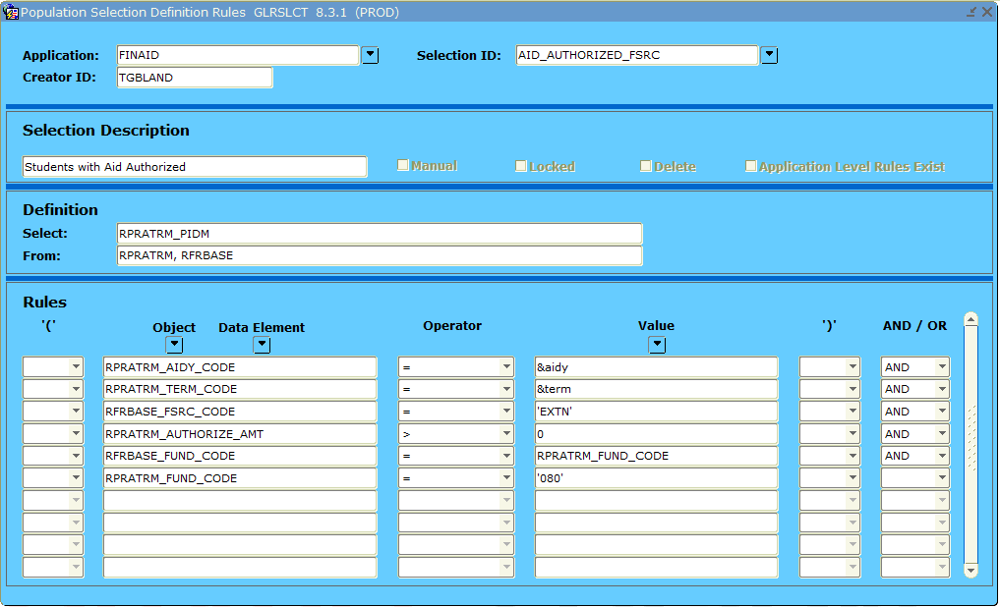 Population Selection Definition Rules  GLRSLCT  8.3.1  (PROD)
Application: FINAID Selection ID: AID_AUTHORIZED_FSRC
Creator ID: TGBLAND
Selection Description
Students with Aid Authorized Manual Locked Delete Application Level Rules Exist
Definition
Select: RPRATRM_PIDM
From: RPRATRM, RFRBASE
Rules
'(' Object Data Element Operator Value ')' AND / OR
RPRATRM_AIDY_CODE = &aidy AND
RPRATRM_TERM_CODE = &term AND
RFRBASE_FSRC_CODE = 'EXTN' AND
RPRATRM_AUTHORIZE_AMT > 0 AND
RFRBASE_FUND_CODE = RPRATRM_FUND_CODE AND
RPRATRM_FUND_CODE = '080'